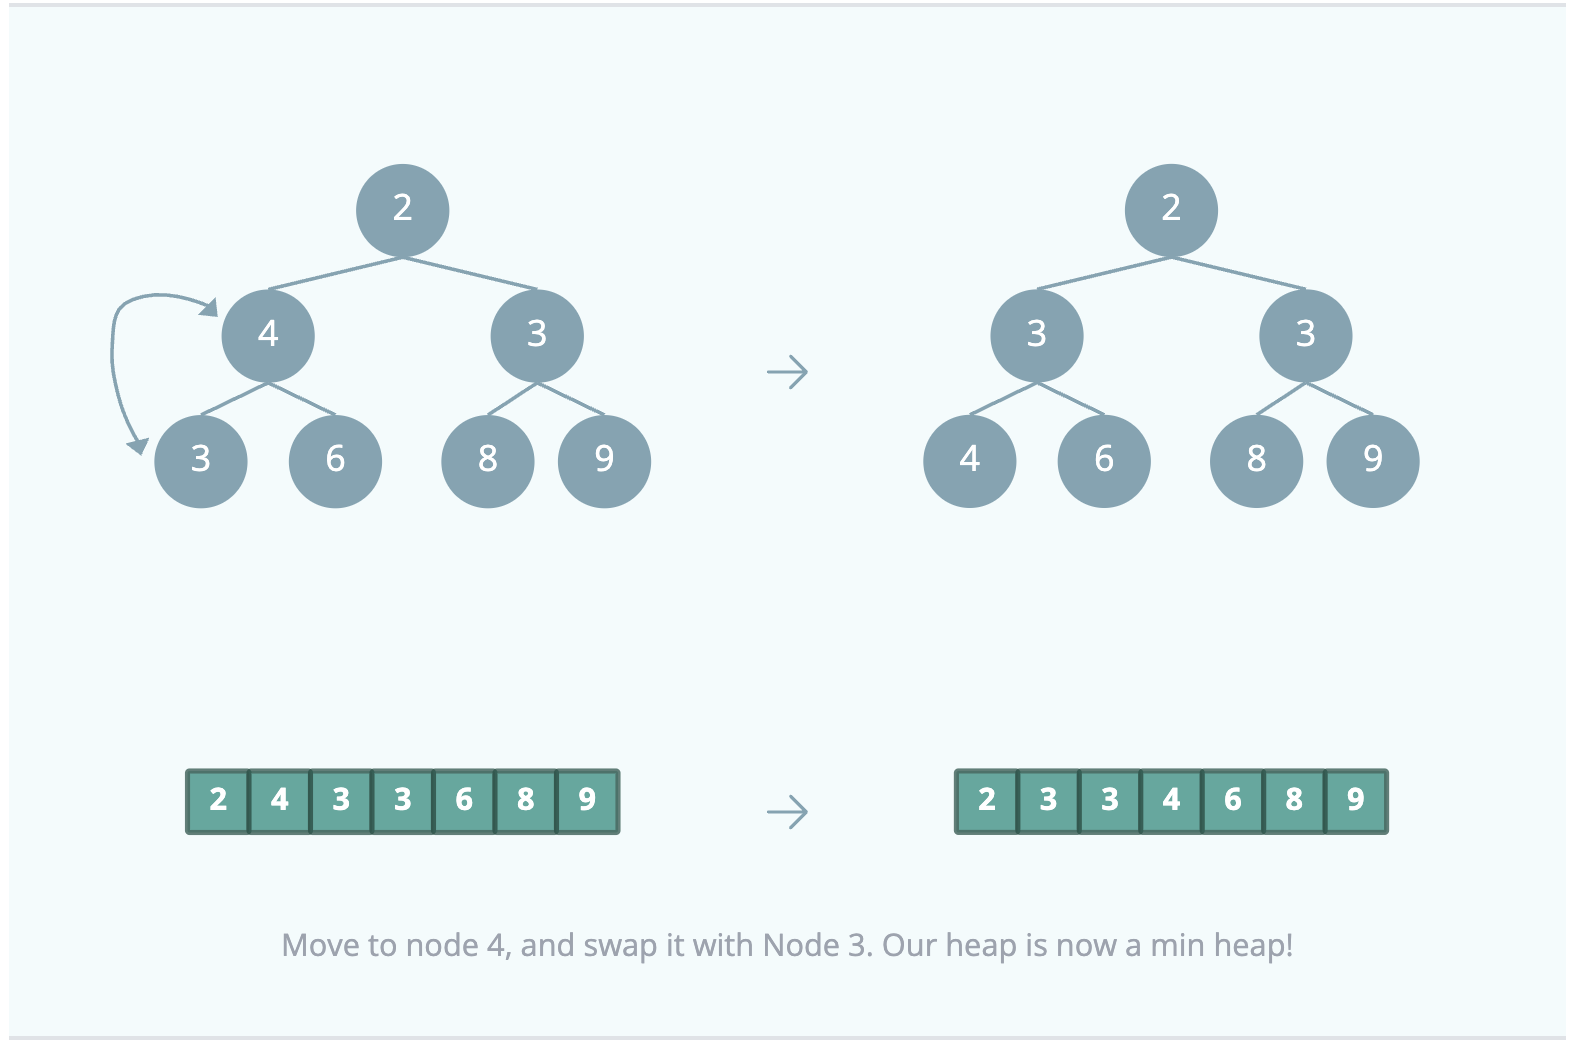 2 2
4 3 3 3
3 6 8 9 4 6 8 9
2 4 3 3 6 8 9 2 3 3 4 6 8 9
Move to node 4, and swap it with Node 3. Our heap is now a min heap!